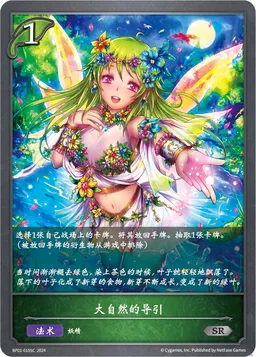 1
选择1张自己战场上的卡牌。将其放回手牌。抽取1张卡牌。
(被放回手牌的衍生物从游戏中排除)
当时间渐渐褪去绿色,染上茶色的时候,叶子就轻轻地飘落了。
落下的叶子化成了新芽的食物,新芽不断成长,变成了新的绿叶。
大自然的导引
法术 妖精 SR
BP02-033SC 2024 © Cygames, Inc. Published by NetEase Games